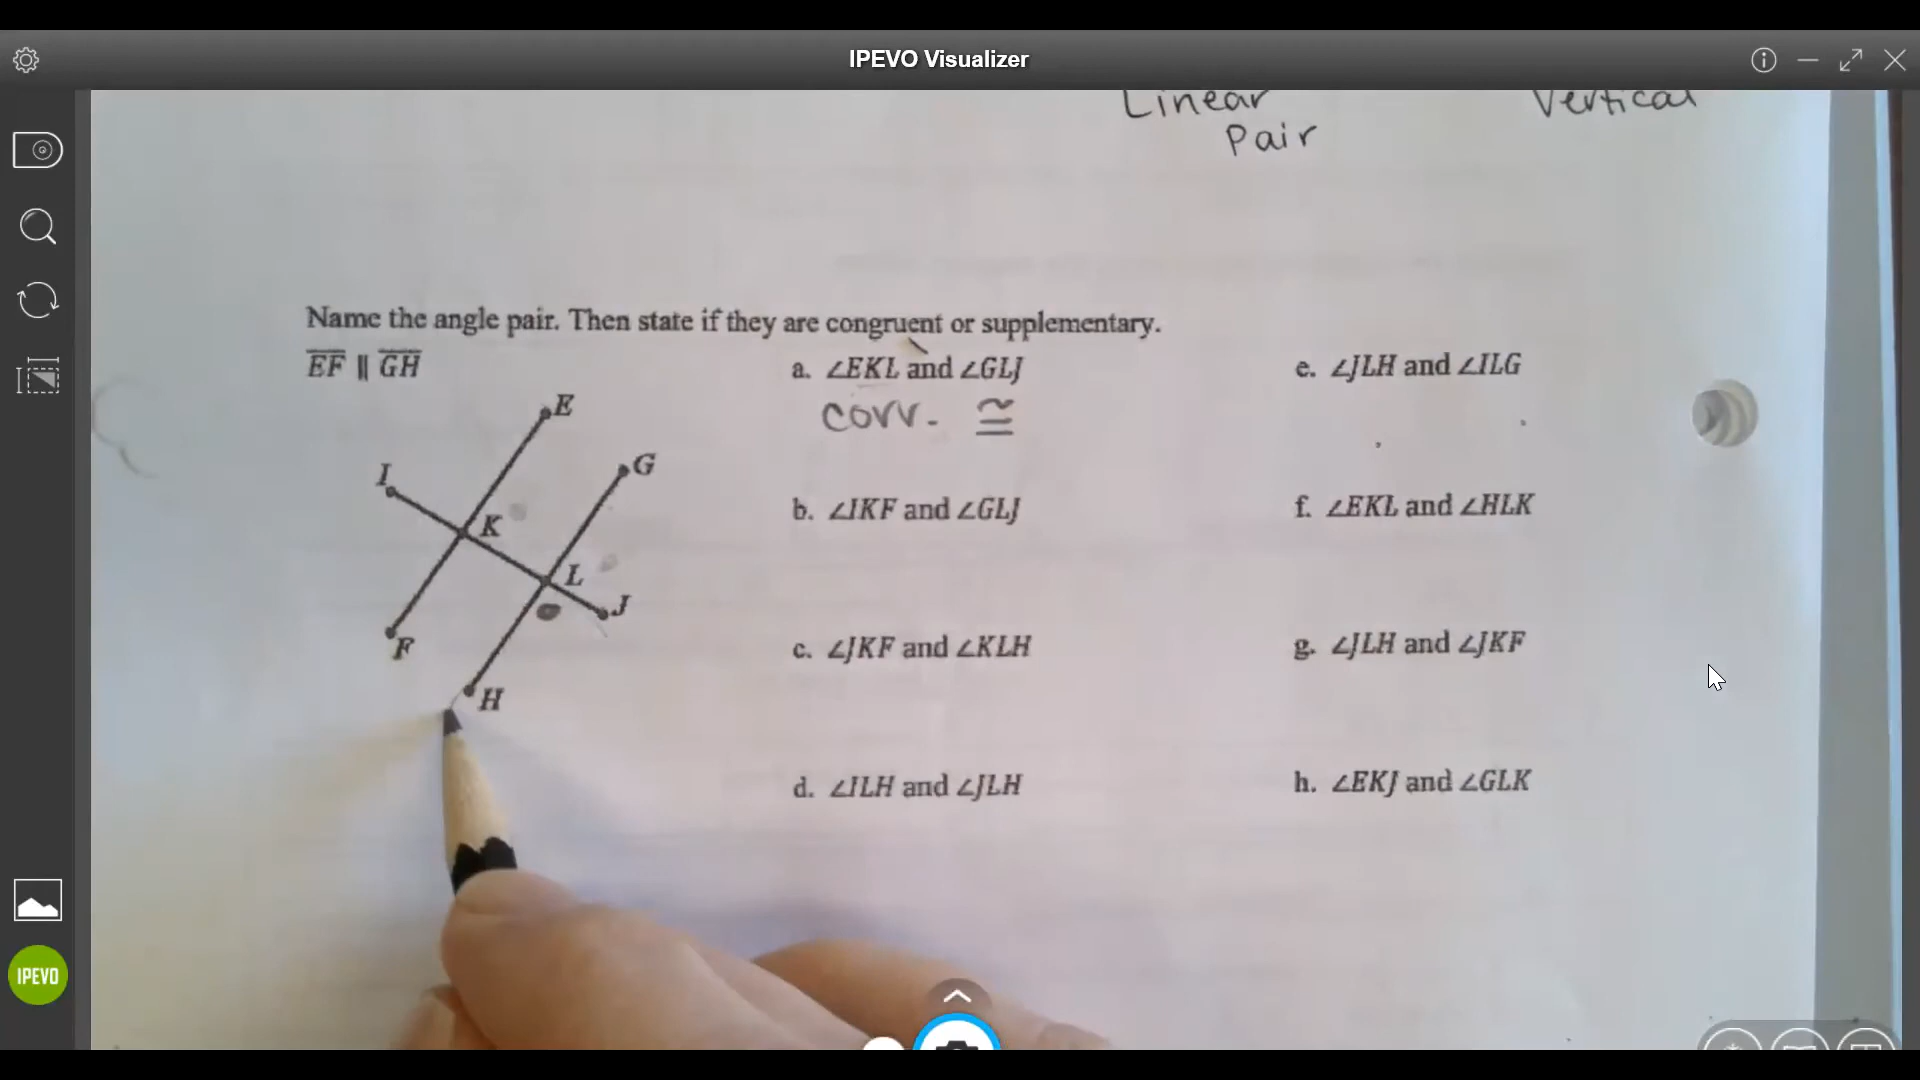 IPEVO Visualizer
Linear
Pair
Vertical
Name the angle pair. Then state if they are congruent or supplementary.
EF ∥ GH
a. ∠EKL and ∠GLJ
corr. ≅
b. ∠IKF and ∠GLJ
c. ∠JKF and ∠KLH
d. ∠ILH and ∠JLH
e. ∠JLH and ∠ILG
f. ∠EKL and ∠HLK
g. ∠JLH and ∠JKF
h. ∠EKJ and ∠GLK
E
G
I
K
L
J
F
H
IPEVO